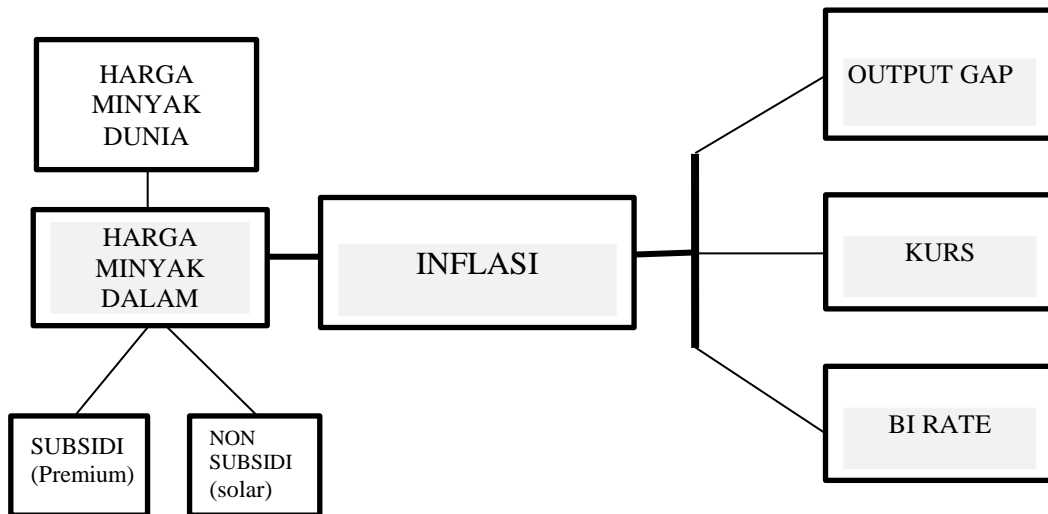 HARGA
MINYAK
DUNIA
HARGA
MINYAK
DALAM
SUBSIDI
(Premium)
NON
SUBSIDI
(solar)
INFLASI
OUTPUT GAP
KURS
BI RATE